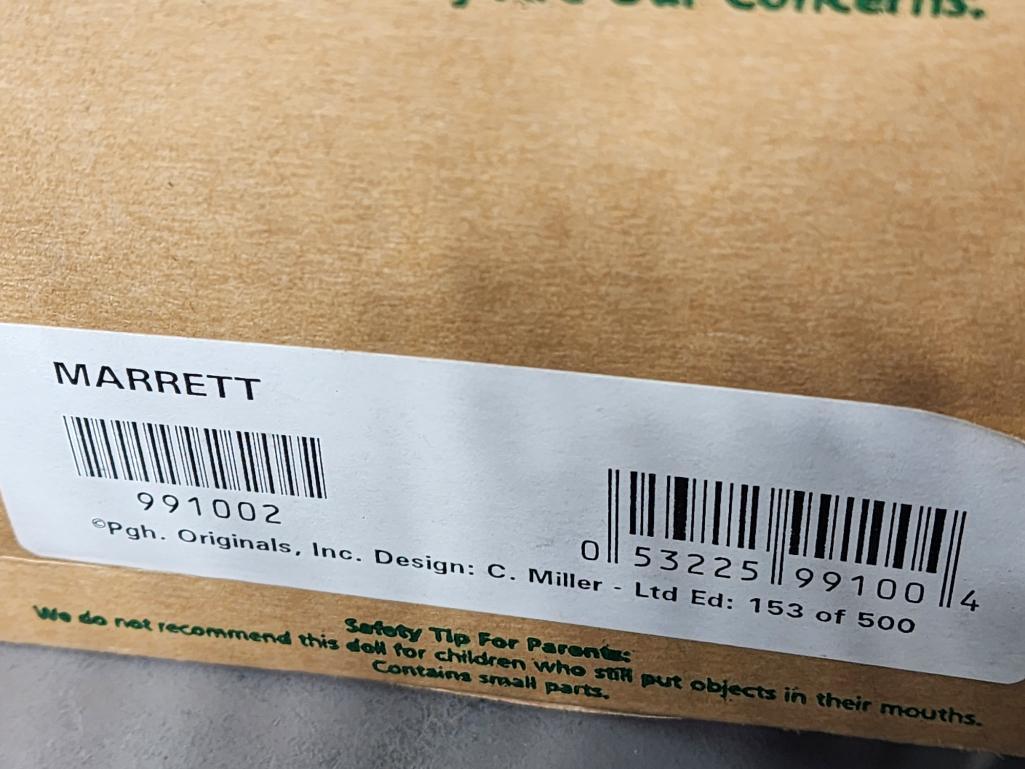 Our Concerns.
MARRETT
991002
0 53225 99100 4
©Pgh. Originals, Inc. Design: C. Miller - Ltd Ed: 153 of 500
Safety Tip For Parents:
We do not recommend this doll for children who still put objects in their mouths.
Contains small parts.